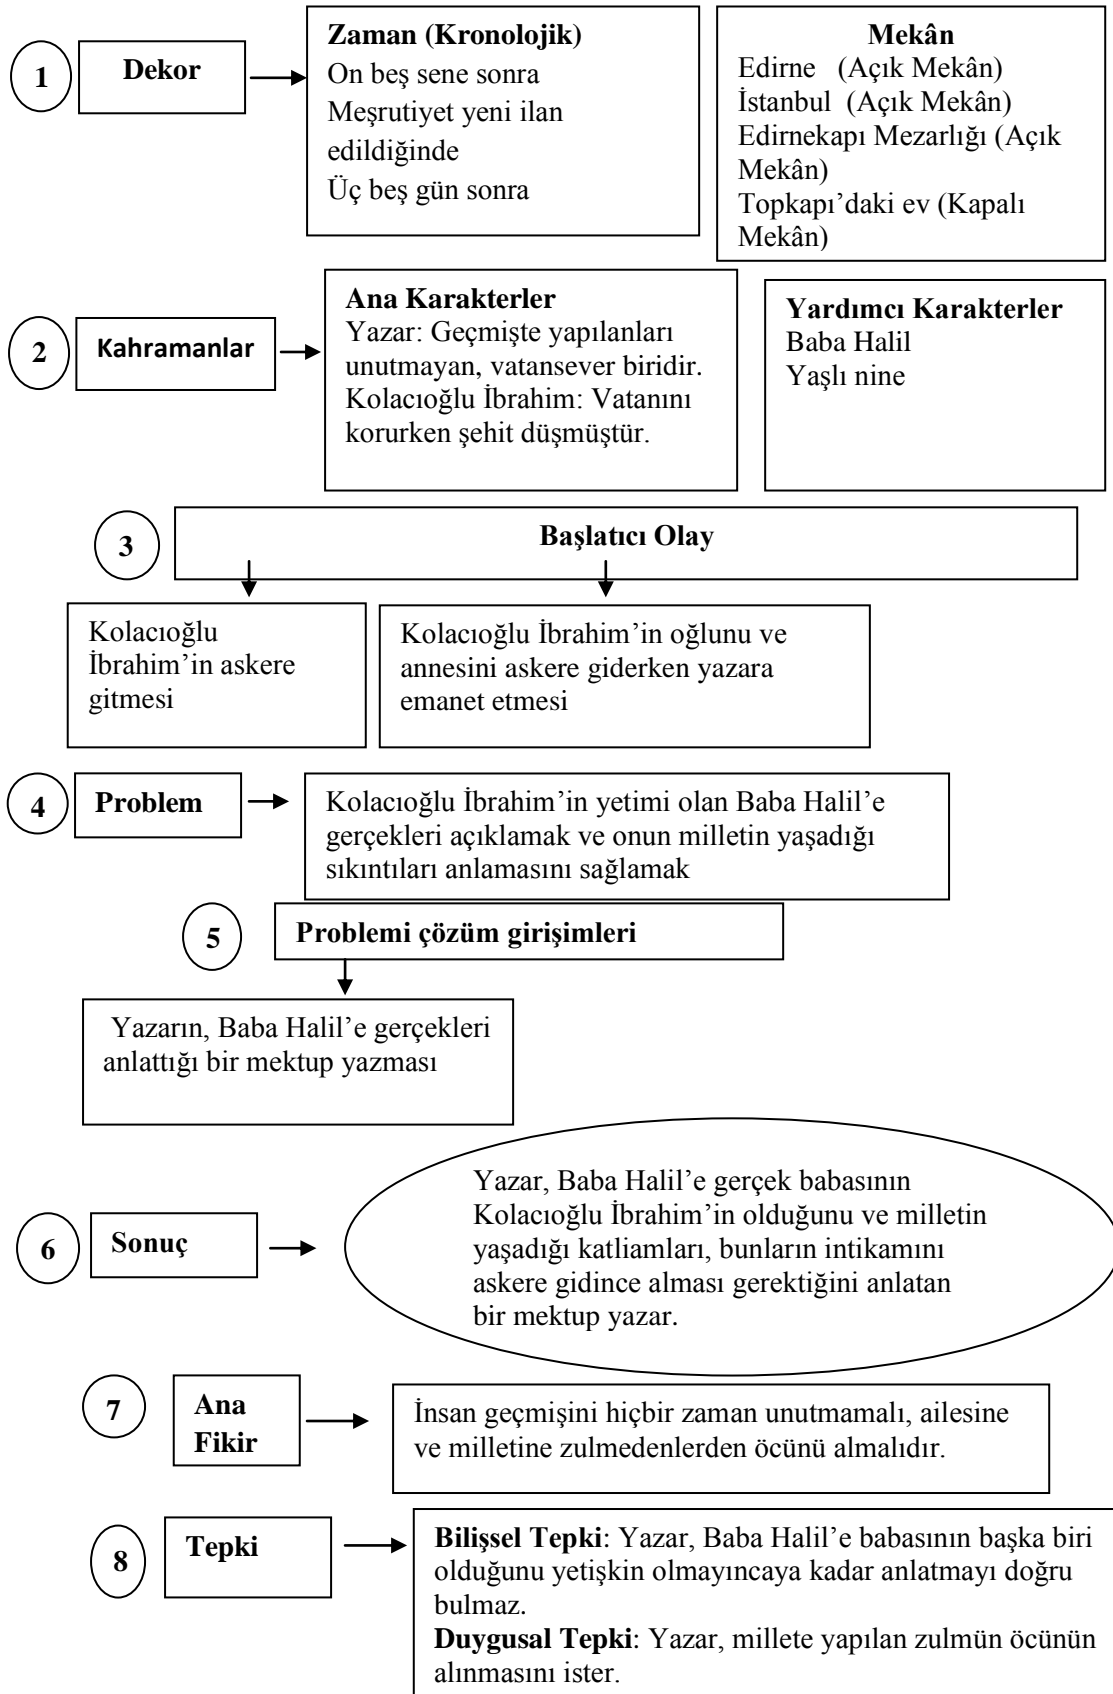 1
Dekor
Zaman (Kronolojik)
On beş sene sonra
Meşrutiyet yeni ilan
edildiğinde
Üç beş gün sonra
Mekân
Edirne (Açık Mekân)
İstanbul (Açık Mekân)
Edirnekapı Mezarlığı (Açık
Mekân)
Topkapı’daki ev (Kapalı
Mekân)
2
Kahramanlar
Ana Karakterler
Yazar: Geçmişte yapılanları
unutmayan, vatansever biridir.
Kolacıoğlu İbrahim: Vatanını
korurken şehit düşmüştür.
Yardımcı Karakterler
Baba Halil
Yaşlı nine
3
Başlatıcı Olay
Kolacıoğlu
İbrahim’in askere
gitmesi
Kolacıoğlu İbrahim’in oğlunu ve
annesini askere giderken yazara
emanet etmesi
4
Problem
Kolacıoğlu İbrahim’in yetimi olan Baba Halil’e
gerçekleri açıklamak ve onun milletin yaşadığı
sıkıntıları anlamasını sağlamak
5
Problemi çözüm girişimleri
Yazarın, Baba Halil’e gerçekleri
anlattığı bir mektup yazması
6
Sonuç
Yazar, Baba Halil’e gerçek babasının
Kolacıoğlu İbrahim’in olduğunu ve milletin
yaşadığı katliamları, bunların intikamını
askere gidince alması gerektiğini anlatan
bir mektup yazar.
7
Ana
Fikir
İnsan geçmişini hiçbir zaman unutmamalı, ailesine
ve milletine zulmedenlerden öcünü almalıdır.
8
Tepki
Bilişsel Tepki: Yazar, Baba Halil’e babasının başka biri
olduğunu yetişkin olmayıncaya kadar anlatmayı doğru
bulmaz.
Duygusal Tepki: Yazar, millete yapılan zulmün öcünün
alınmasını ister.